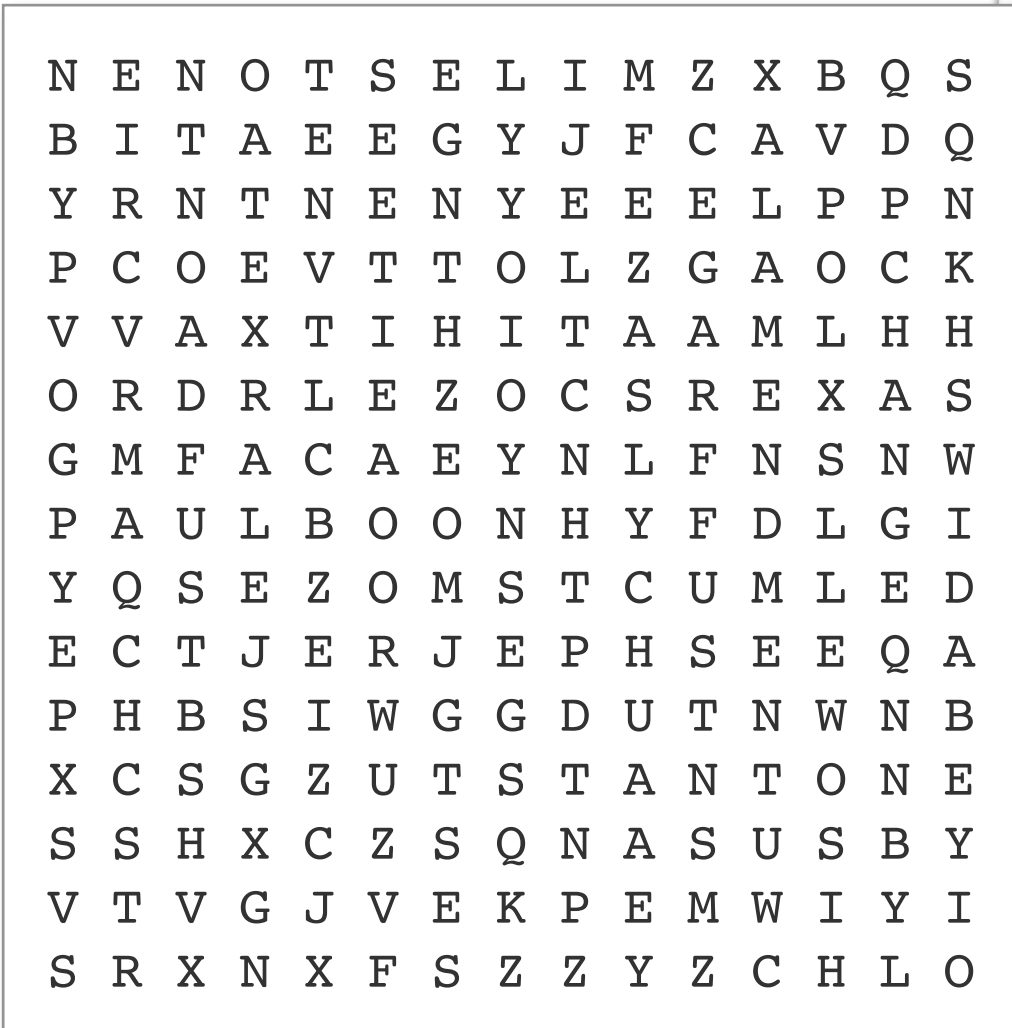 N E N O T S E L I M Z X B Q S
B I T A E E G Y J F C A V D Q
Y R N T N E N Y E E E L P P N
P C O E V T T O L Z G A O C K
V V A X T I H I T A A M L H H
O R D R L E Z O C S R E X A S
G M F A C A E Y N L F N S N W
P A U L B O O N H Y F D L G I
Y Q S E Z O M S T C U M L E D
E C T J E R J E P H S E E Q A
P H B S I W G G D U T N W N B
X C S G Z U T S T A N T O N E
S S H X C Z S Q N A S U S B Y
V T V G J V E K P E M W I Y I
S R X N X F S Z Z Y Z C H L O